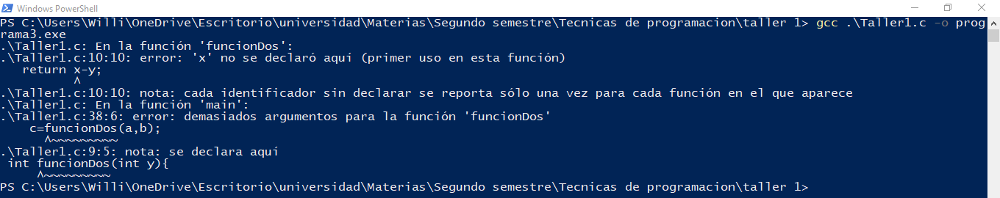 Windows PowerShell
PS C:\Users\Willi\OneDrive\Escritorio\universidad\Materias\Segundo semestre\Tecnicas de programacion\taller 1> gcc .\Taller1.c -o prog
rama3.exe
.\Taller1.c: En la función 'funcionDos':
.\Taller1.c:10:10: error: 'x' no se declaró aquí (primer uso en esta función)
   return x-y;
          ^
.\Taller1.c:10:10: nota: cada identificador sin declarar se reporta sólo una vez para cada función en el que aparece
.\Taller1.c: En la función 'main':
.\Taller1.c:38:6: error: demasiados argumentos para la función 'funcionDos'
    c=funcionDos(a,b);
      ^~~~~~~~~~
.\Taller1.c:9:5: nota: se declara aquí
 int funcionDos(int y){
     ^~~~~~~~~~
PS C:\Users\Willi\OneDrive\Escritorio\universidad\Materias\Segundo semestre\Tecnicas de programacion\taller 1>